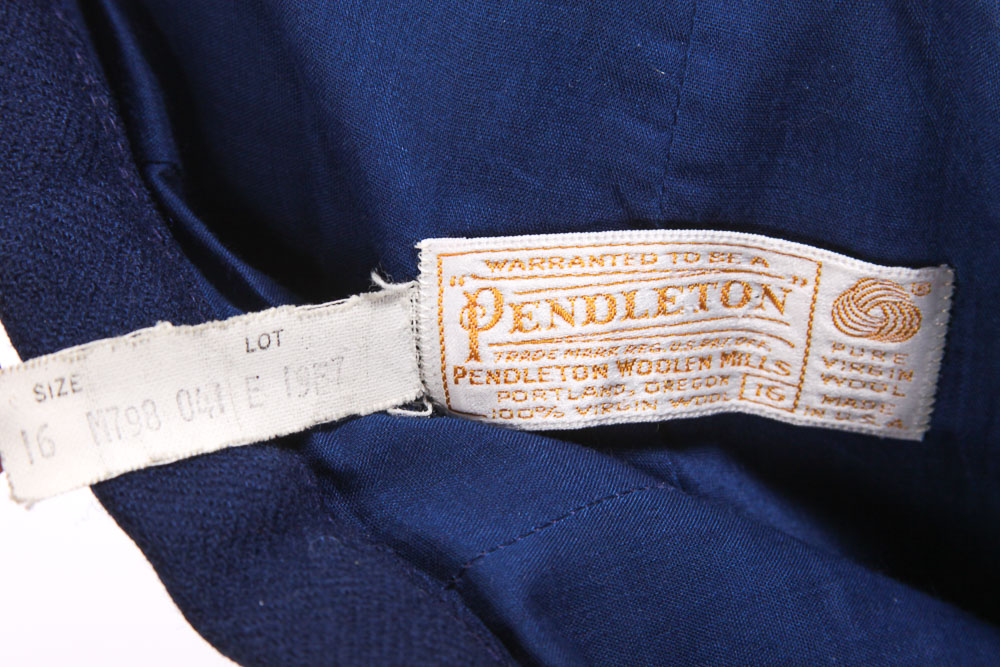 SIZE
LOT
16 M798 041 E 1937
WARRANTED TO BE A
"PENDLETON"
TRADE MARK REG. U.S. PAT. OFF.
PENDLETON WOOLEN MILLS
PORTLAND, OREGON
100% VIRGIN WOOL
16
PURE
VIRGIN
WOOL
MADE
IN U.S.A